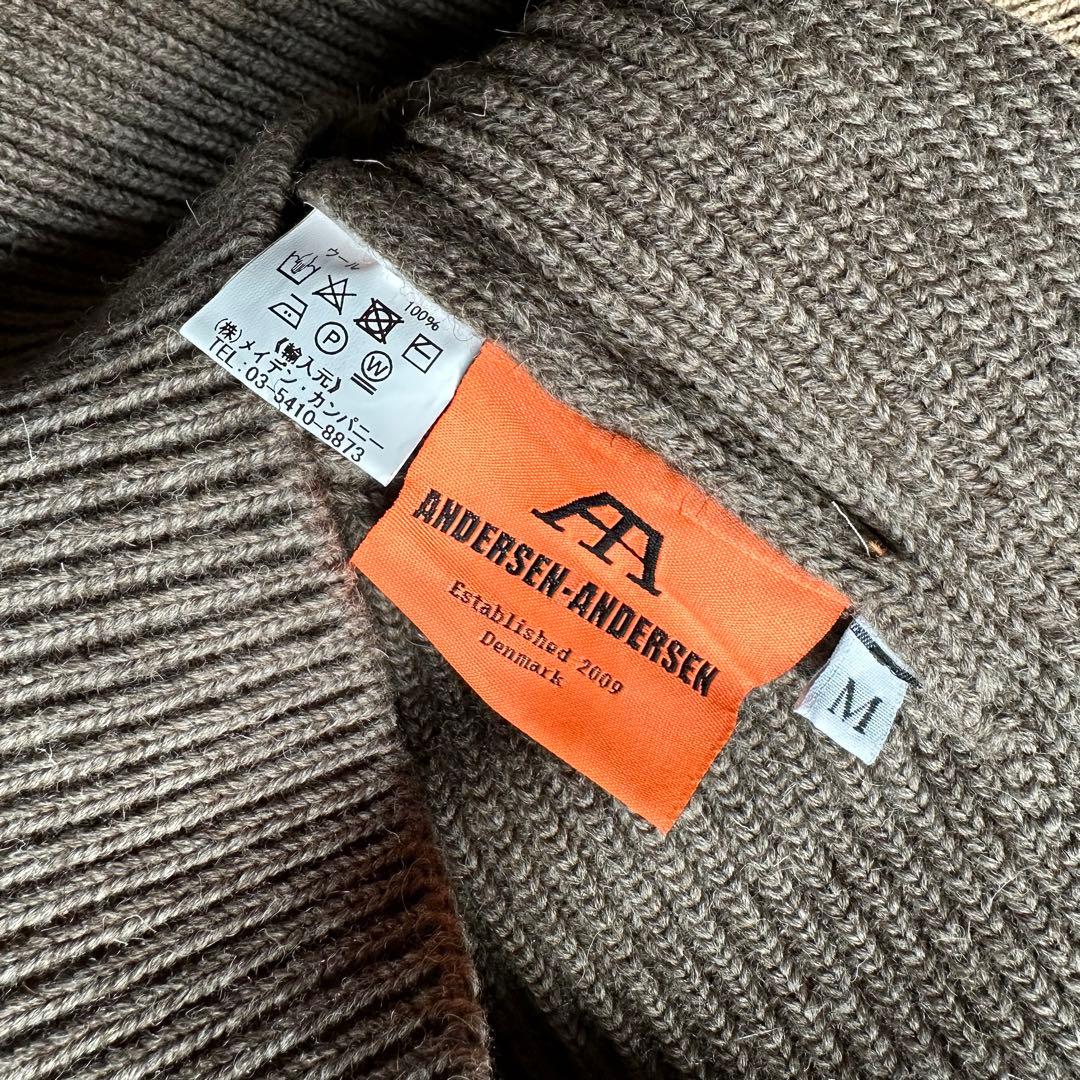 ウール
100%
P
W
《輸入元》
(株)メイデン・カンパニー
TEL:03-5410-8873
AA
ANDERSEN-ANDERSEN
Established 2009
Denmark
M